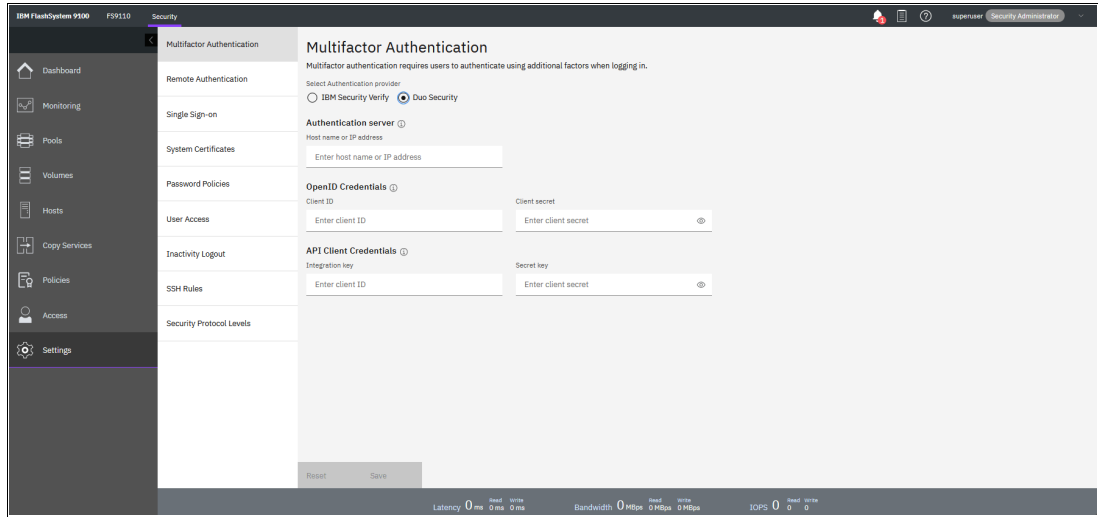 IBM FlashSystem 9100 FS9110 Security 1 superuser Security Administrator
Dashboard
Monitoring
Pools
Volumes
Hosts
Copy Services
Policies
Access
Settings
Multifactor Authentication
Remote Authentication
Single Sign-on
System Certificates
Password Policies
User Access
Inactivity Logout
SSH Rules
Security Protocol Levels
Multifactor Authentication
Multifactor authentication requires users to authenticate using additional factors when logging in.
Select Authentication provider
IBM Security Verify Duo Security
Authentication server
Host name or IP address
Enter host name or IP address
OpenID Credentials
Client ID Client secret
Enter client ID Enter client secret
API Client Credentials
Integration key Secret key
Enter client ID Enter client secret
Reset Save
Read Write Read Write Read Write
Latency 0 ms 0 ms 0 ms Bandwidth 0 MBps 0 MBps 0 MBps IOPS 0 0 0